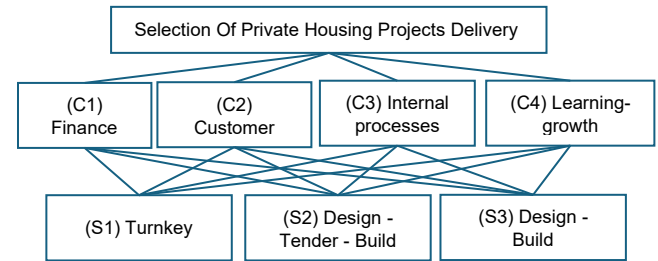 Selection Of Private Housing Projects Delivery
(C1)
Finance
(C2)
Customer
(C3) Internal
processes
(C4) Learning-
growth
(S1) Turnkey
(S2) Design -
Tender - Build
(S3) Design -
Build